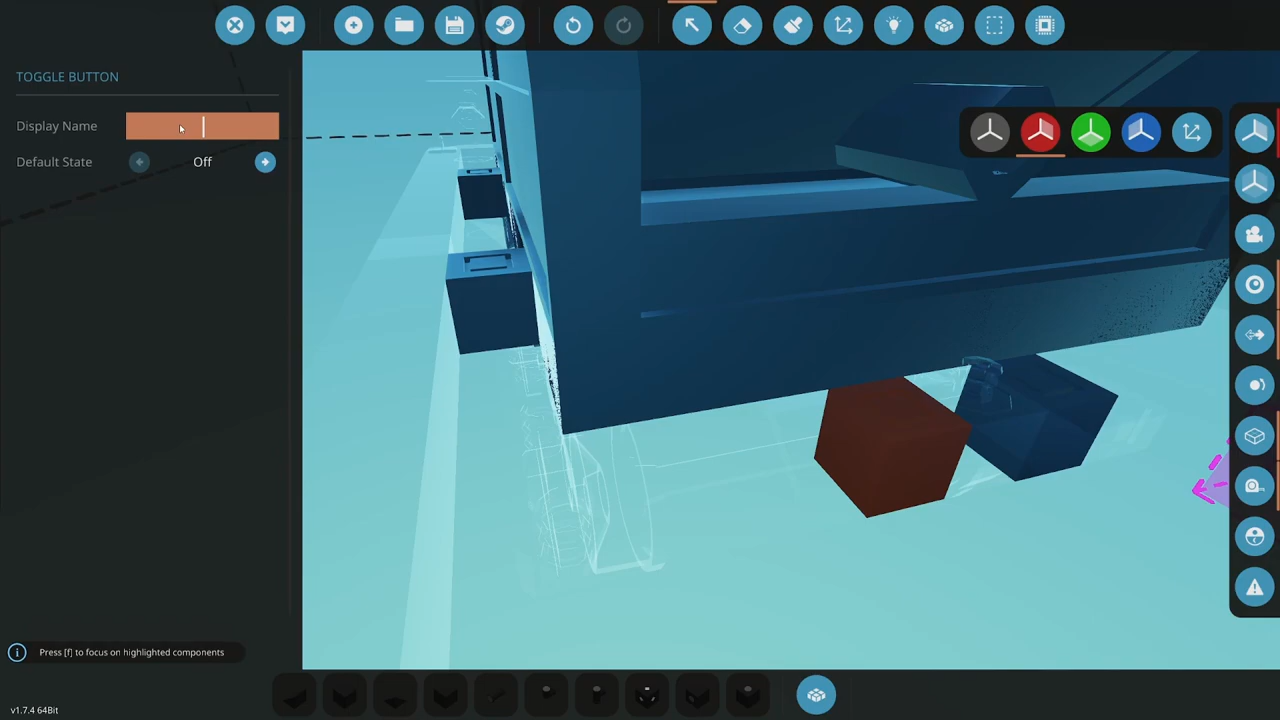 TOGGLE BUTTON
Display Name
Default State Off
Press [f] to focus on highlighted components
v1.7.4 64Bit